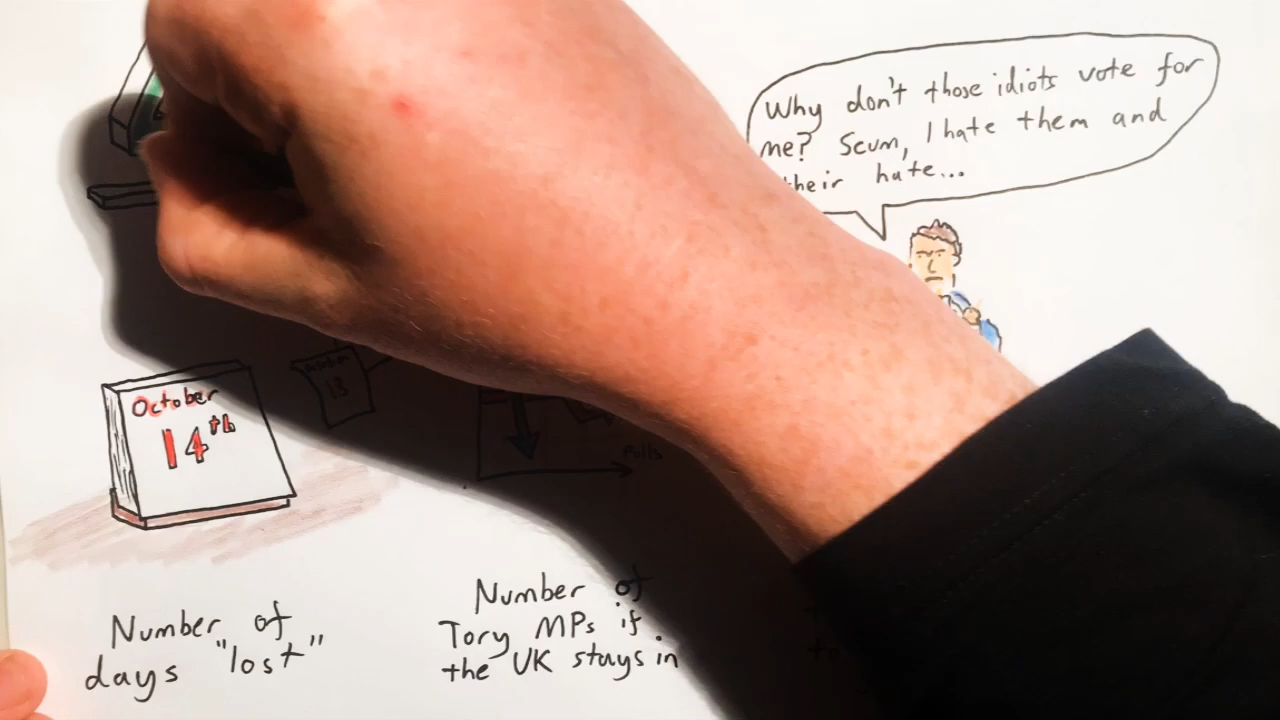 Why don't those idiots vote for
me? Scum, I hate them and
their hate...
October
14th
13
Polls
Number of
days "lost"
Number of
Tory MPs if
the UK stays in